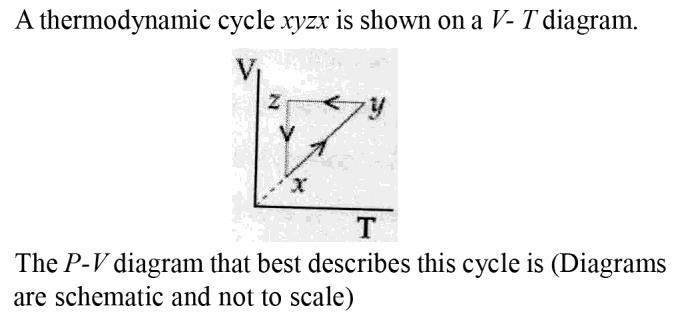 A thermodynamic cycle xyzx is shown on a V- T diagram.
V
z
y
x
T
The P-V diagram that best describes this cycle is (Diagrams
are schematic and not to scale)